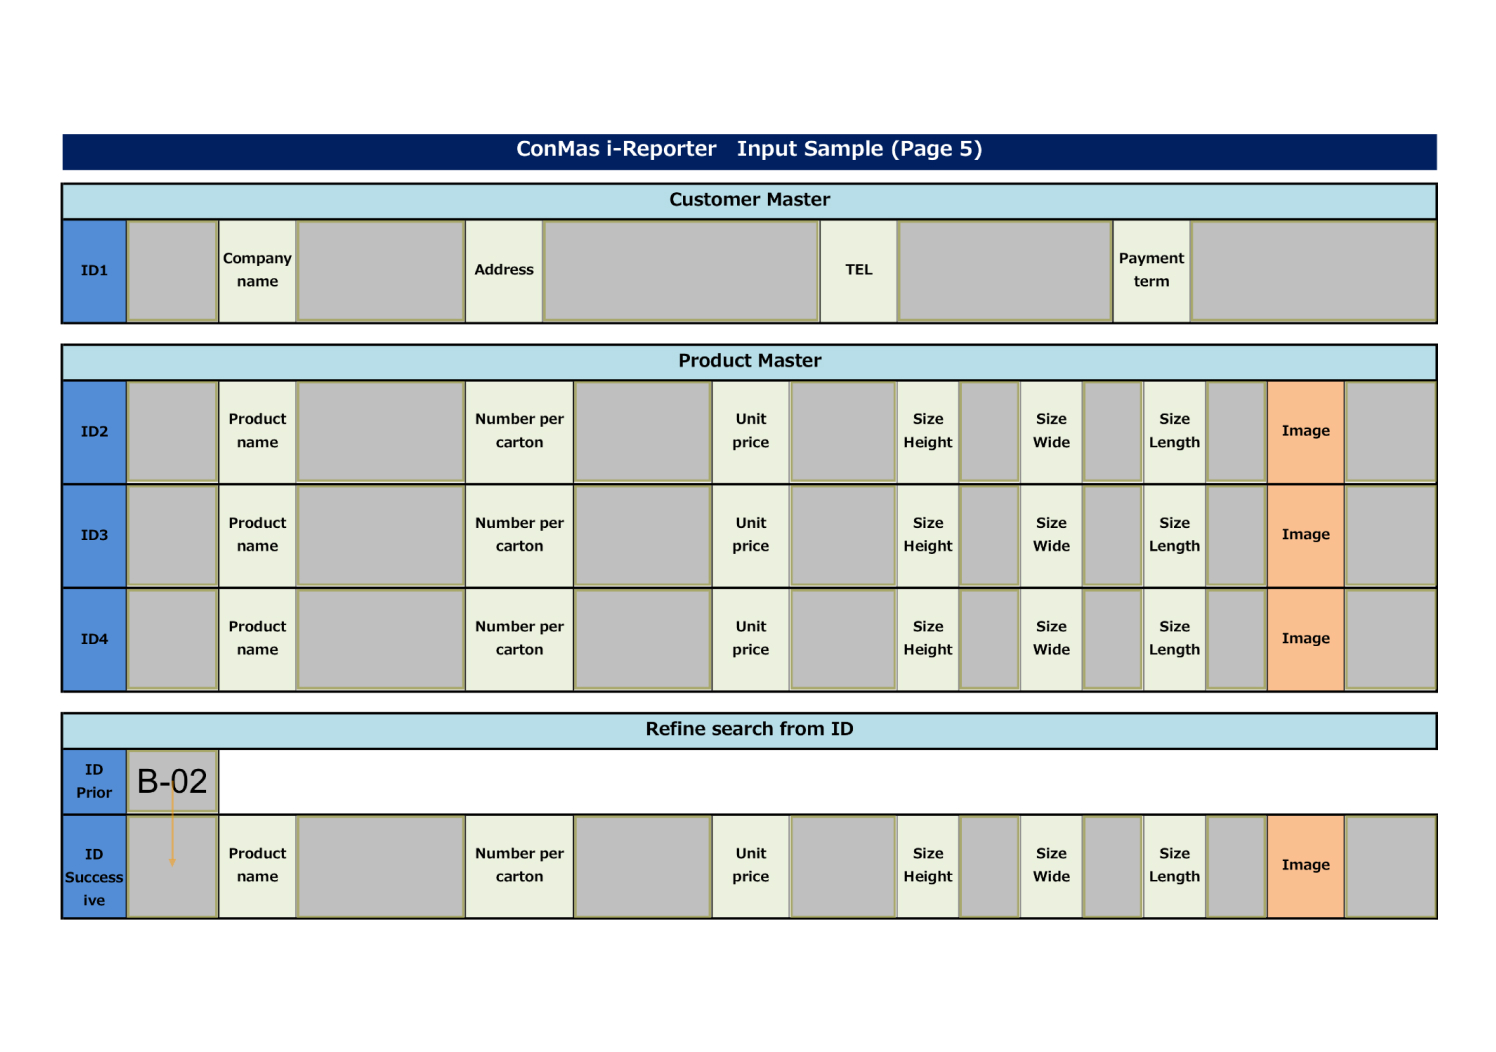 ConMas i-Reporter Input Sample (Page 5)
Customer Master
ID1
Company
name
Address
TEL
Payment
term
Product Master
ID2
Product
name
Number per
carton
Unit
price
Size
Height
Size
Wide
Size
Length
Image
ID3
Product
name
Number per
carton
Unit
price
Size
Height
Size
Wide
Size
Length
Image
ID4
Product
name
Number per
carton
Unit
price
Size
Height
Size
Wide
Size
Length
Image
Refine search from ID
ID
Prior
B-02
ID
Success
ive
Product
name
Number per
carton
Unit
price
Size
Height
Size
Wide
Size
Length
Image